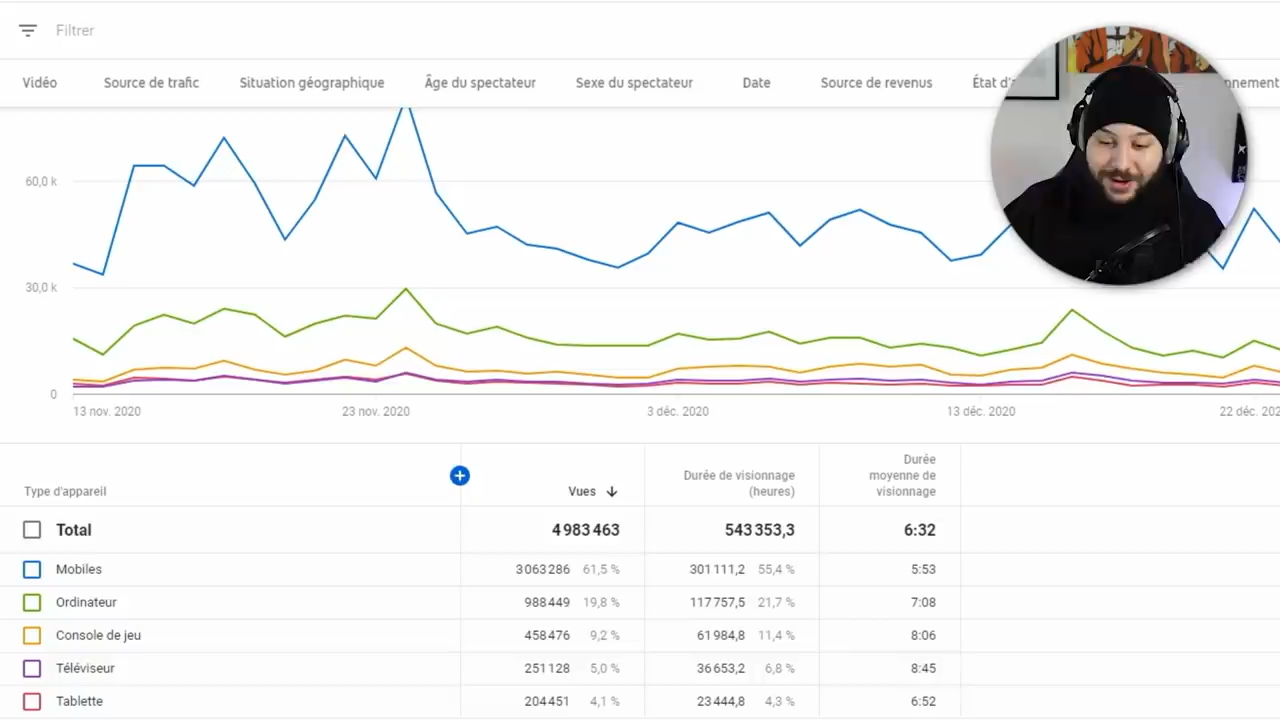 Filtrer
Vidéo Source de trafic Situation géographique Âge du spectateur Sexe du spectateur Date Source de revenus État d'
60,0 k
30,0 k
0
13 nov. 2020 23 nov. 2020 3 déc. 2020 13 déc. 2020 22 déc. 202
Type d'appareil Vues Durée de visionnage (heures) Durée moyenne de visionnage
Total 4 983 463 543 353,3 6:32
Mobiles 3 063 286 61,5 % 301 111,2 55,4 % 5:53
Ordinateur 988 449 19,8 % 117 757,5 21,7 % 7:08
Console de jeu 458 476 9,2 % 61 984,8 11,4 % 8:06
Téléviseur 251 128 5,0 % 36 653,2 6,8 % 8:45
Tablette 204 451 4,1 % 23 444,8 4,3 % 6:52